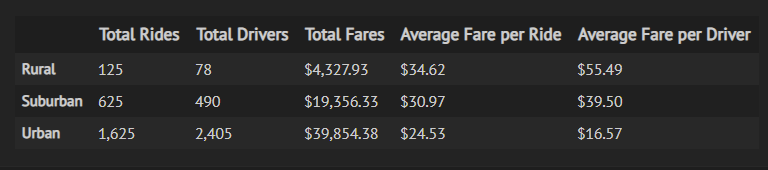 Total Rides Total Drivers Total Fares Average Fare per Ride Average Fare per Driver
Rural 125 78 $4,327.93 $34.62 $55.49
Suburban 625 490 $19,356.33 $30.97 $39.50
Urban 1,625 2,405 $39,854.38 $24.53 $16.57